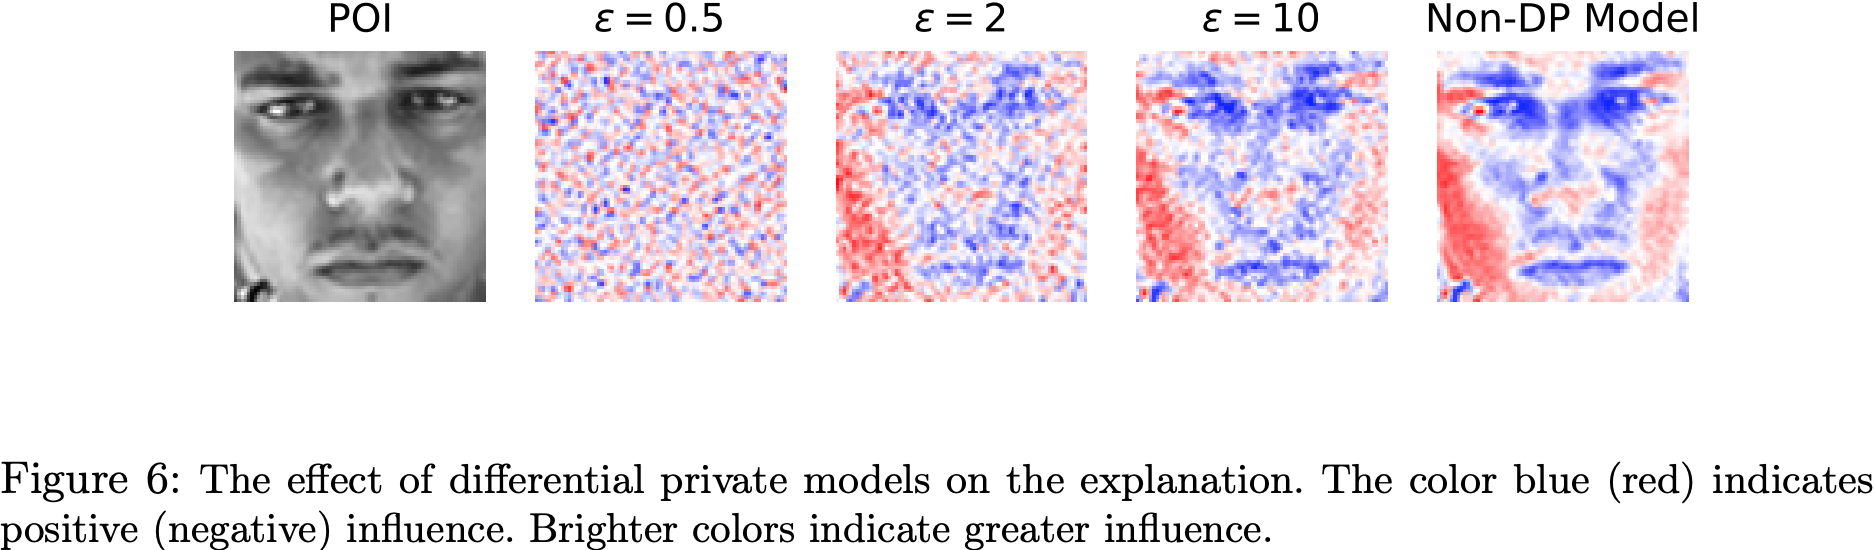 POI ε = 0.5 ε = 2 ε = 10 Non-DP Model
Figure 6: The effect of differential private models on the explanation. The color blue (red) indicates
positive (negative) influence. Brighter colors indicate greater influence.